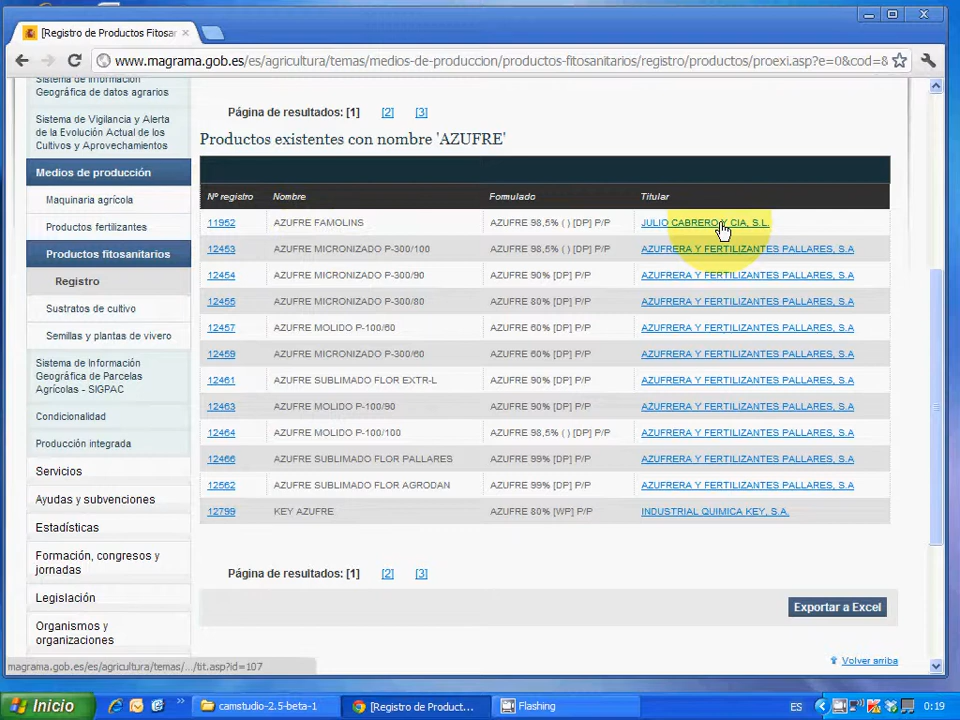 [Registro de Productos Fitosar
www.magrama.gob.es/es/agricultura/temas/medios-de-produccion/productos-fitosanitarios/registro/productos/proexi.asp?e=0&cod=&
Sistema de Información
Geográfica de datos agrarios
Sistema de Vigilancia y Alerta
de la Evolución Actual de los
Cultivos y Aprovechamientos
Medios de producción
Maquinaria agrícola
Productos fertilizantes
Productos fitosanitarios
Registro
Sustratos de cultivo
Semillas y plantas de vivero
Sistema de Información
Geográfica de Parcelas
Agrícolas - SIGPAC
Condicionalidad
Producción integrada
Servicios
Ayudas y subvenciones
Estadísticas
Formación, congresos y
jornadas
Legislación
Organismos y
organizaciones
Página de resultados: [1] [2] [3]
Productos existentes con nombre 'AZUFRE'
Nº registro Nombre Formulado Titular
11952 AZUFRE FAMOLINS AZUFRE 98,5% ( ) [DP] P/P JULIO CABRERO Y CIA, S.L.
12453 AZUFRE MICRONIZADO P-300/100 AZUFRE 98,5% ( ) [DP] P/P AZUFRERA Y FERTILIZANTES PALLARES, S.A
12454 AZUFRE MICRONIZADO P-300/90 AZUFRE 90% [DP] P/P AZUFRERA Y FERTILIZANTES PALLARES, S.A
12455 AZUFRE MICRONIZADO P-300/80 AZUFRE 80% [DP] P/P AZUFRERA Y FERTILIZANTES PALLARES, S.A
12457 AZUFRE MOLIDO P-100/60 AZUFRE 60% [DP] P/P AZUFRERA Y FERTILIZANTES PALLARES, S.A
12459 AZUFRE MICRONIZADO P-300/60 AZUFRE 60% [DP] P/P AZUFRERA Y FERTILIZANTES PALLARES, S.A
12461 AZUFRE SUBLIMADO FLOR EXTR-L AZUFRE 90% [DP] P/P AZUFRERA Y FERTILIZANTES PALLARES, S.A
12463 AZUFRE MOLIDO P-100/90 AZUFRE 90% [DP] P/P AZUFRERA Y FERTILIZANTES PALLARES, S.A
12464 AZUFRE MOLIDO P-100/100 AZUFRE 98,5% ( ) [DP] P/P AZUFRERA Y FERTILIZANTES PALLARES, S.A
12466 AZUFRE SUBLIMADO FLOR PALLARES AZUFRE 99% [DP] P/P AZUFRERA Y FERTILIZANTES PALLARES, S.A
12562 AZUFRE SUBLIMADO FLOR AGRODAN AZUFRE 99% [DP] P/P AZUFRERA Y FERTILIZANTES PALLARES, S.A
12799 KEY AZUFRE AZUFRE 80% [WP] P/P INDUSTRIAL QUIMICA KEY, S.A.
Página de resultados: [1] [2] [3]
Exportar a Excel
Volver arriba
magrama.gob.es/es/agricultura/temas/.../tit.asp?id=107
Inicio
camstudio-2.5-beta-1
[Registro de Product...
Flashing
ES
0:19